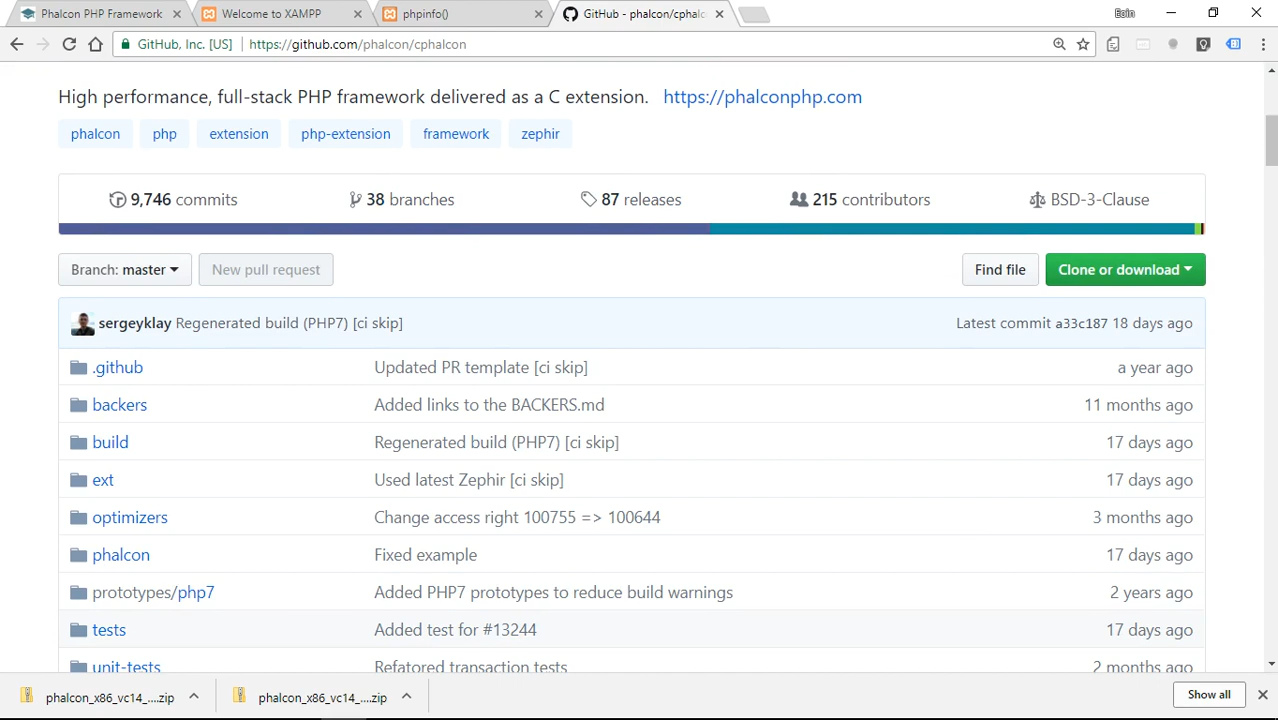 Phalcon PHP Framework
Welcome to XAMPP
phpinfo()
GitHub - phalcon/cphalc
Eoin
GitHub, Inc. [US] https://github.com/phalcon/cphalcon
High performance, full-stack PHP framework delivered as a C extension. https://phalconphp.com
phalcon php extension php-extension framework zephir
9,746 commits 38 branches 87 releases 215 contributors BSD-3-Clause
Branch: master New pull request Find file Clone or download
sergeyklay Regenerated build (PHP7) [ci skip] Latest commit a33c187 18 days ago
.github Updated PR template [ci skip] a year ago
backers Added links to the BACKERS.md 11 months ago
build Regenerated build (PHP7) [ci skip] 17 days ago
ext Used latest Zephir [ci skip] 17 days ago
optimizers Change access right 100755 => 100644 3 months ago
phalcon Fixed example 17 days ago
prototypes/php7 Added PHP7 prototypes to reduce build warnings 2 years ago
tests Added test for #13244 17 days ago
unit-tests Refatored transaction tests 2 months ago
phalcon_x86_vc14_....zip phalcon_x86_vc14_....zip Show all